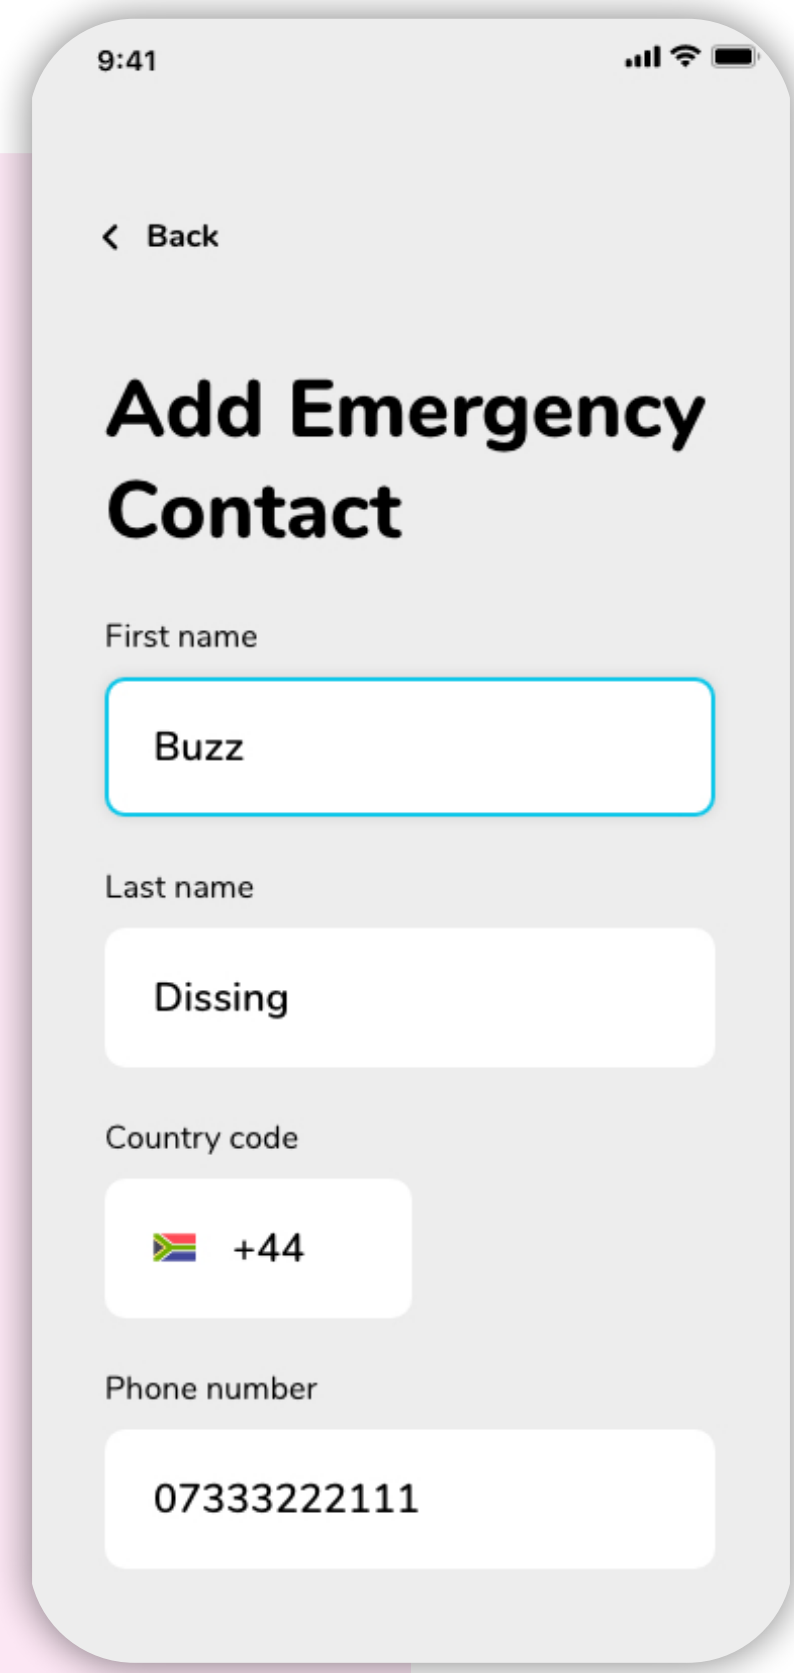 9:41
Back
Add Emergency
Contact
First name
Buzz
Last name
Dissing
Country code
+44
Phone number
07333222111